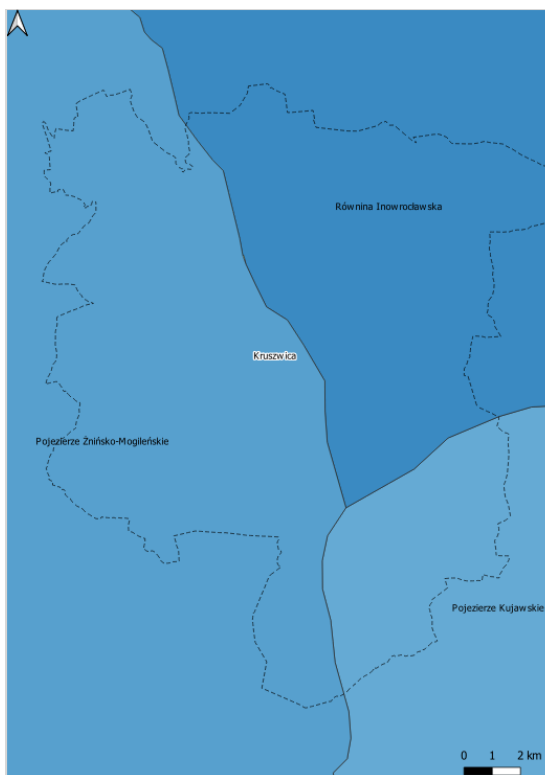 Równina Inowrocławska
Kruszwica
Pojezierze Żnińsko-Mogileńskie
Pojezierze Kujawskie
0 1 2 km